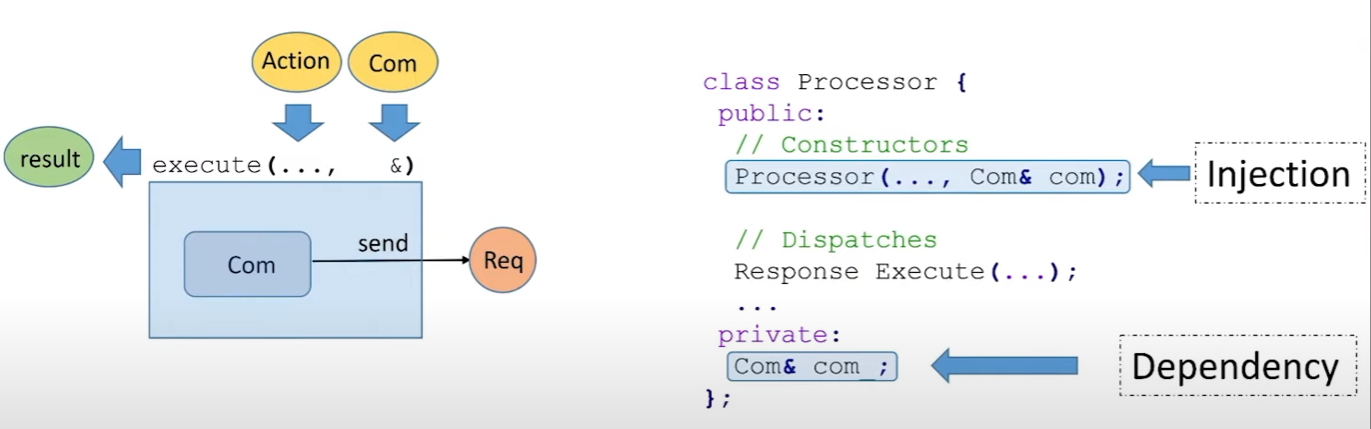 Action
Com
result
execute(..., &)
Com
send
Req
class Processor {
public:
// Constructors
Processor(..., Com& com);
Injection
// Dispatches
Response Execute(...);
...
private:
Com& com_;
Dependency
};